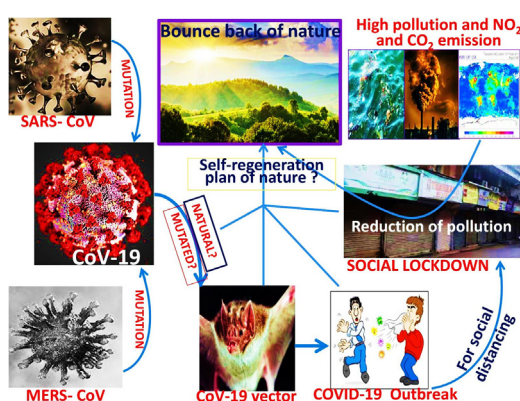 Bounce back of nature
High pollution and NO2
and CO2 emission
MUTATION
SARS- CoV
Self-regeneration
plan of nature ?
Reduction of pollution
CoV-19
NATURAL?
MUTATED?
SOCIAL LOCKDOWN
MUTATION
For social
distancing
MERS- CoV
CoV-19 vector
COVID-19 Outbreak